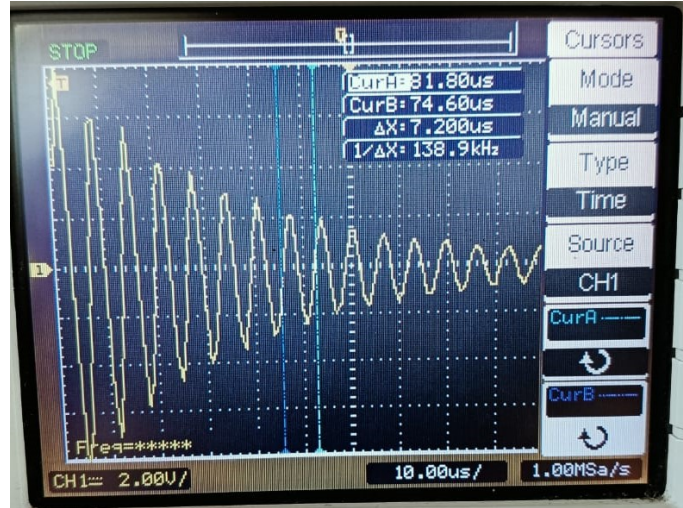 STOP
T
Cursors
CurA=81.80us
Mode
CurB=74.60us
Manual
ΔX=7.200us
1/ΔX=138.9kHz
Type
T
Time
Source
1
CH1
CurA
CurB
Freq=*****
CH1 2.00V/
10.00us/
1.00MSa/s